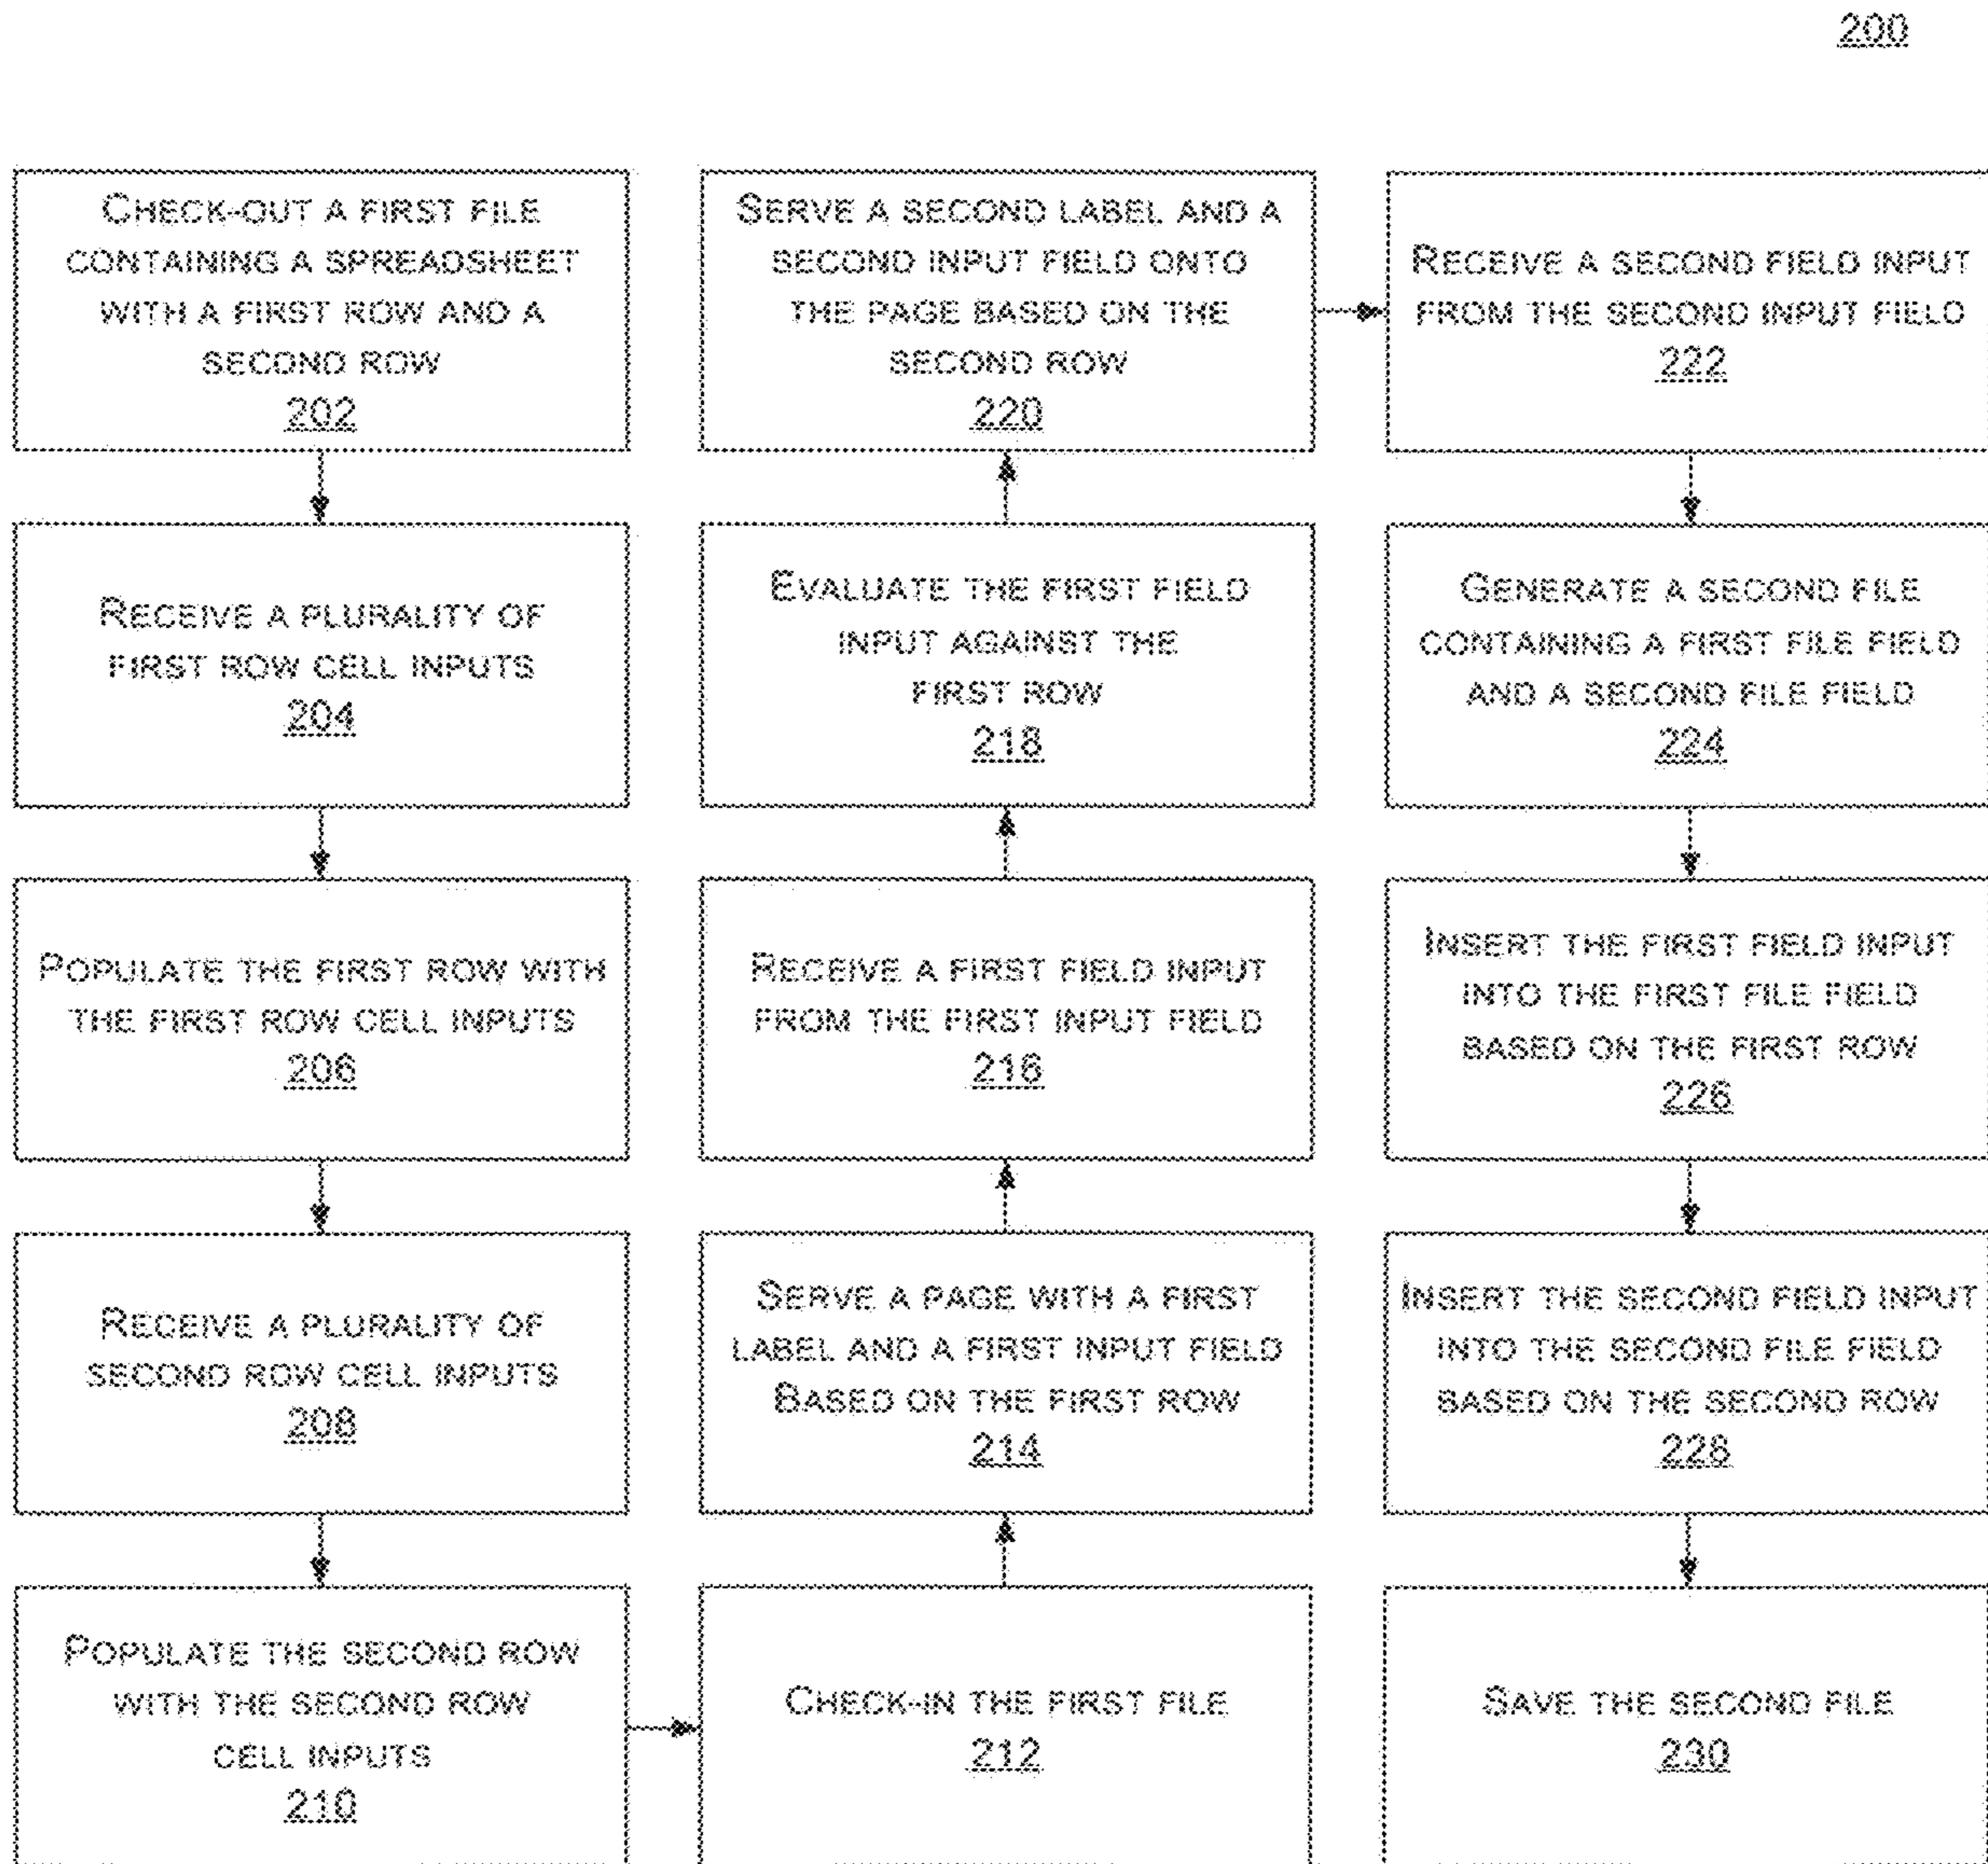 200
CHECK-OUT A FIRST FILE
CONTAINING A SPREADSHEET
WITH A FIRST ROW AND A
SECOND ROW
202
RECEIVE A PLURALITY OF
FIRST ROW CELL INPUTS
204
POPULATE THE FIRST ROW WITH
THE FIRST ROW CELL INPUTS
206
RECEIVE A PLURALITY OF
SECOND ROW CELL INPUTS
208
POPULATE THE SECOND ROW
WITH THE SECOND ROW
CELL INPUTS
210
CHECK-IN THE FIRST FILE
212
SERVE A PAGE WITH A FIRST
LABEL AND A FIRST INPUT FIELD
BASED ON THE FIRST ROW
214
RECEIVE A FIRST FIELD INPUT
FROM THE FIRST INPUT FIELD
216
EVALUATE THE FIRST FIELD
INPUT AGAINST THE
FIRST ROW
218
SERVE A SECOND LABEL AND A
SECOND INPUT FIELD ONTO
THE PAGE BASED ON THE
SECOND ROW
220
RECEIVE A SECOND FIELD INPUT
FROM THE SECOND INPUT FIELD
222
GENERATE A SECOND FILE
CONTAINING A FIRST FILE FIELD
AND A SECOND FILE FIELD
224
INSERT THE FIRST FIELD INPUT
INTO THE FIRST FILE FIELD
BASED ON THE FIRST ROW
226
INSERT THE SECOND FIELD INPUT
INTO THE SECOND FILE FIELD
BASED ON THE SECOND ROW
228
SAVE THE SECOND FILE
230